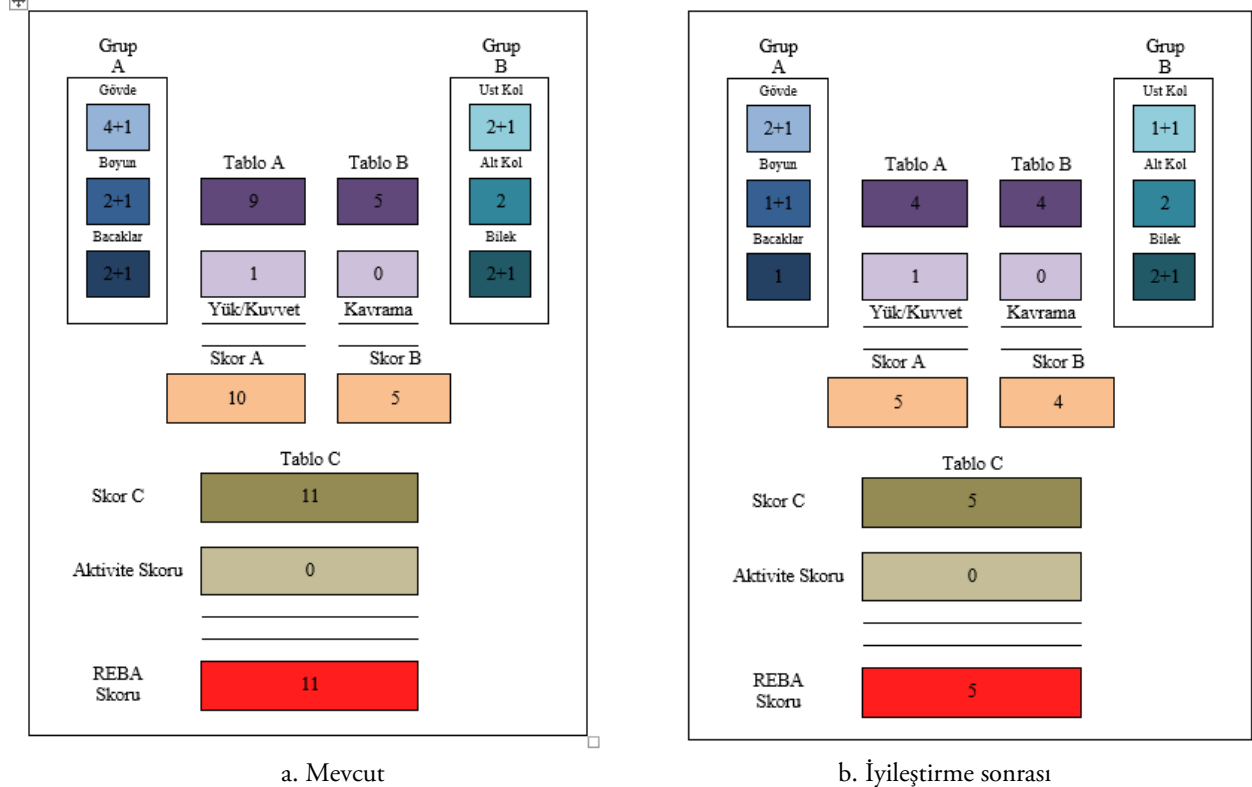 Grup
A
Gövde
4+1
Boyun
2+1
Bacaklar
2+1
Tablo A
9
1
Yük/Kuvvet
Skor A
10
Tablo B
5
0
Kavrama
Skor B
5
Grup
B
Ust Kol
2+1
Alt Kol
2
Bilek
2+1
Tablo C
Skor C
11
Aktivite Skoru
0
REBA
Skoru
11
a. Mevcut
Grup
A
Gövde
2+1
Boyun
1+1
Bacaklar
1
Tablo A
4
1
Yük/Kuvvet
Skor A
5
Tablo B
4
0
Kavrama
Skor B
4
Grup
B
Ust Kol
1+1
Alt Kol
2
Bilek
2+1
Tablo C
Skor C
5
Aktivite Skoru
0
REBA
Skoru
5
b. İyileştirme sonrası